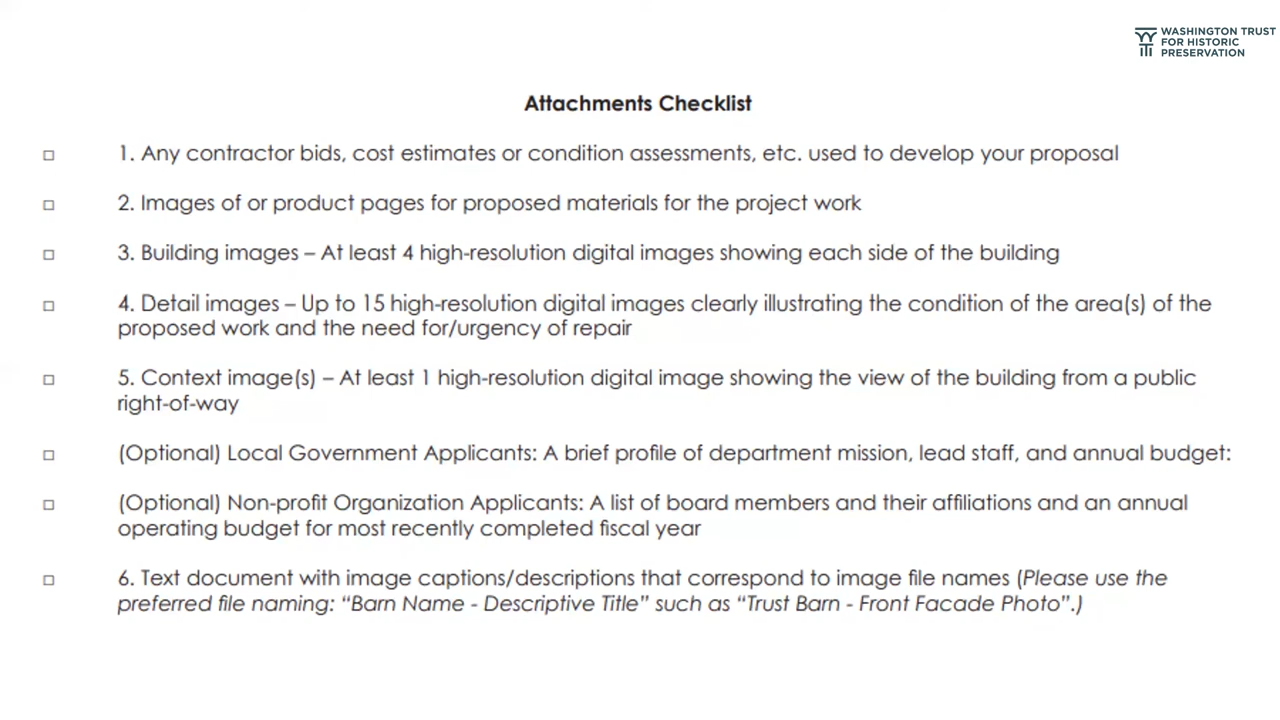 WASHINGTON TRUST
FOR HISTORIC
PRESERVATION
Attachments Checklist
1. Any contractor bids, cost estimates or condition assessments, etc. used to develop your proposal
2. Images of or product pages for proposed materials for the project work
3. Building images – At least 4 high-resolution digital images showing each side of the building
4. Detail images – Up to 15 high-resolution digital images clearly illustrating the condition of the area(s) of the
proposed work and the need for/urgency of repair
5. Context image(s) – At least 1 high-resolution digital image showing the view of the building from a public
right-of-way
(Optional) Local Government Applicants: A brief profile of department mission, lead staff, and annual budget:
(Optional) Non-profit Organization Applicants: A list of board members and their affiliations and an annual
operating budget for most recently completed fiscal year
6. Text document with image captions/descriptions that correspond to image file names (Please use the
preferred file naming: “Barn Name - Descriptive Title” such as “Trust Barn - Front Facade Photo”.)